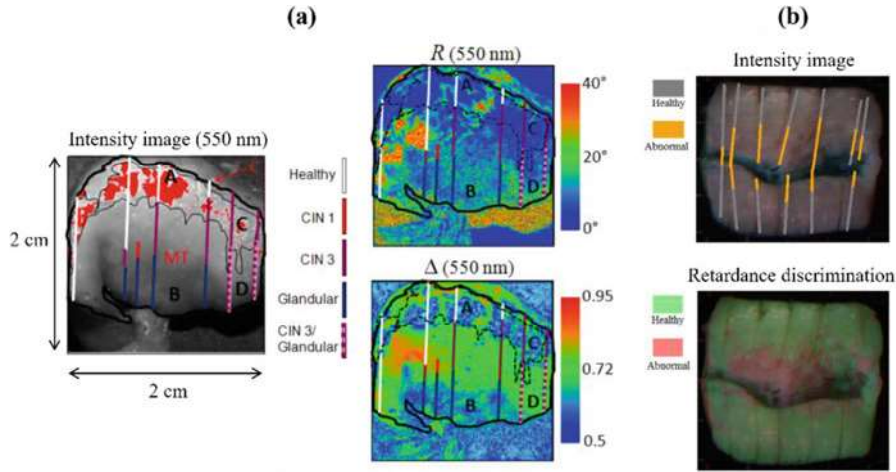 (a)
(b)
Intensity image (550 nm)
2 cm
2 cm
A
B
MT
C
B
D
Healthy
CIN 1
CIN 3
Glandular
CIN 3/
Glandular
R (550 nm)
A
C
B
D
40°
20°
0°
Δ (550 nm)
A
C
B
D
0.95
0.72
0.5
Intensity image
Healthy
Abnormal
Retardance discrimination
Healthy
Abnormal